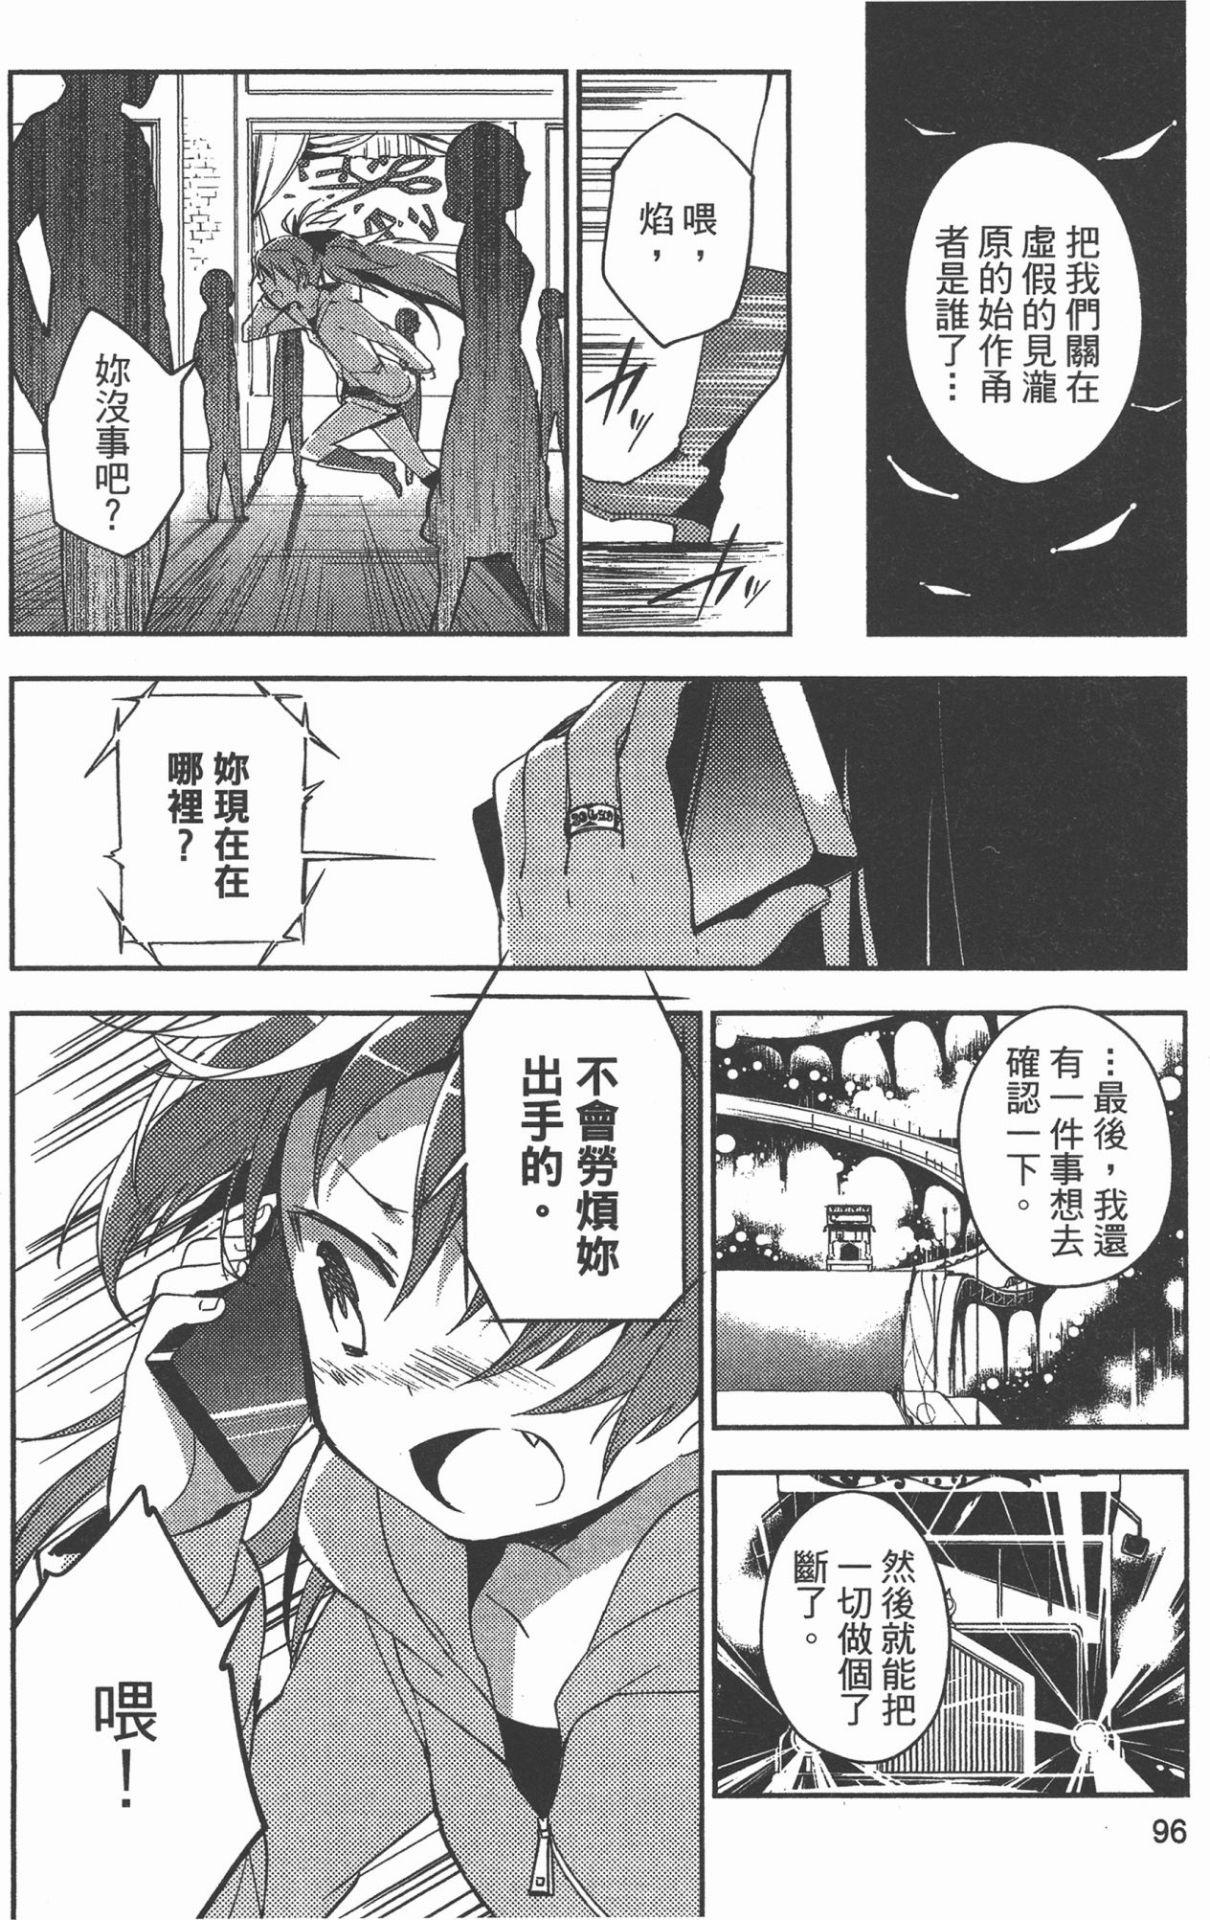 把我們關在
虛假的見瀧
原的始作甬
者是誰了…
喂，
焰，
妳沒事吧？
妳現在在
哪裡？
…最後，我還
有一件事想去
確認一下。
然後就能把
一切做個了
斷了。
不會勞煩妳
出手的。
喂！
96